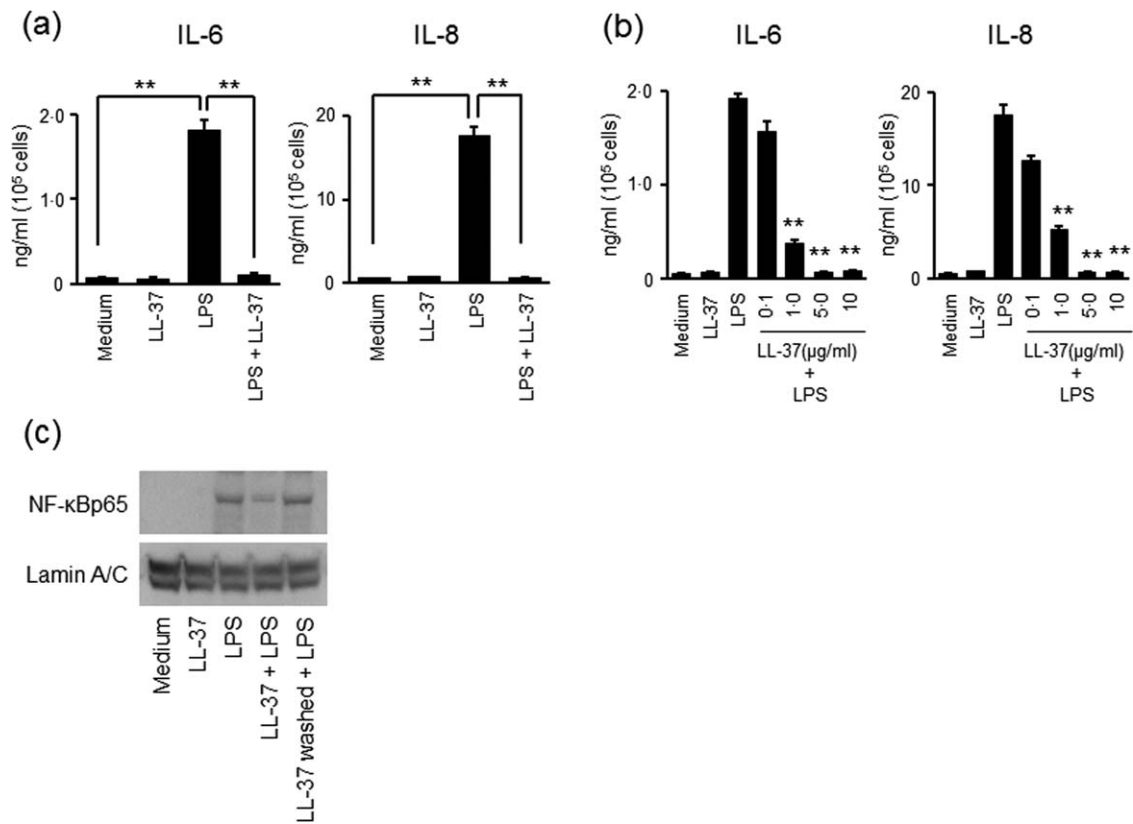 (a)
IL-6
**
**
ng/ml (10⁵ cells)
2·0
1·0
0
Medium
LL-37
LPS
LPS + LL-37
IL-8
**
**
ng/ml (10⁵ cells)
20
10
0
Medium
LL-37
LPS
LPS + LL-37
(b)
IL-6
ng/ml (10⁵ cells)
2·0
1·0
0
**
**
**
Medium
LL-37
LPS
0·1
1·0
5·0
10
LL-37(μg/ml)
+
LPS
IL-8
ng/ml (10⁵ cells)
20
10
0
**
**
**
Medium
LL-37
LPS
0·1
1·0
5·0
10
LL-37(μg/ml)
+
LPS
(c)
NF-κBp65
Lamin A/C
Medium
LL-37
LPS
LL-37 + LPS
LL-37 washed + LPS